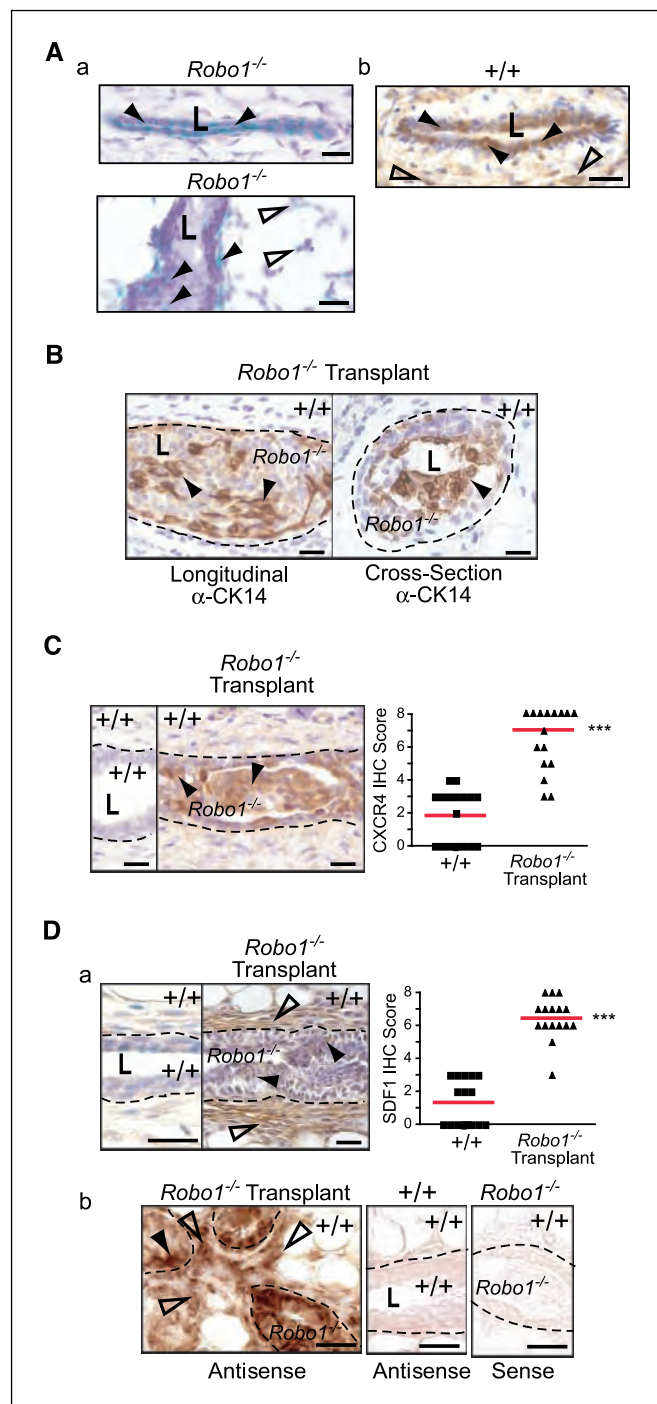 A
a
Robo1-/-
L
Robo1-/-
L
b
+/+
L
B
Robo1-/- Transplant
+/+
L
Robo1-/-
+/+
L
Robo1-/-
Longitudinal
α-CK14
Cross-Section
α-CK14
C
Robo1-/-
Transplant
+/+
+/+
L
+/+
Robo1-/-
CXCR4 IHC Score
8
6
4
2
0
***
+/+
Robo1-/-
Transplant
D
a
Robo1-/-
Transplant
+/+
L
+/+
+/+
Robo1-/-
SDF1 IHC Score
8
6
4
2
0
***
+/+
Robo1-/-
Transplant
b
Robo1-/- Transplant
+/+
Robo1-/-
Antisense
+/+
+/+
+/+
L
Antisense
Robo1-/-
+/+
Robo1-/-
Sense